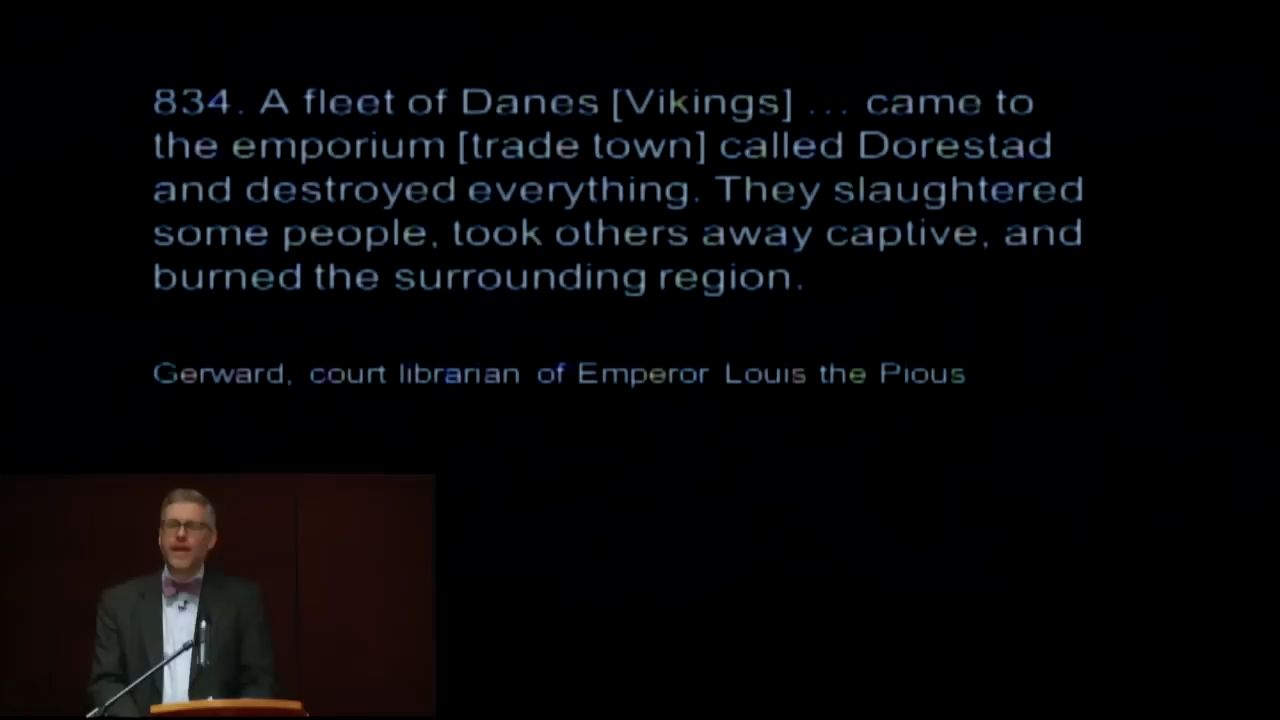 834. A fleet of Danes [Vikings] ... came to
the emporium [trade town] called Dorestad
and destroyed everything. They slaughtered
some people, took others away captive, and
burned the surrounding region.
Gerward, court librarian of Emperor Louis the Pious